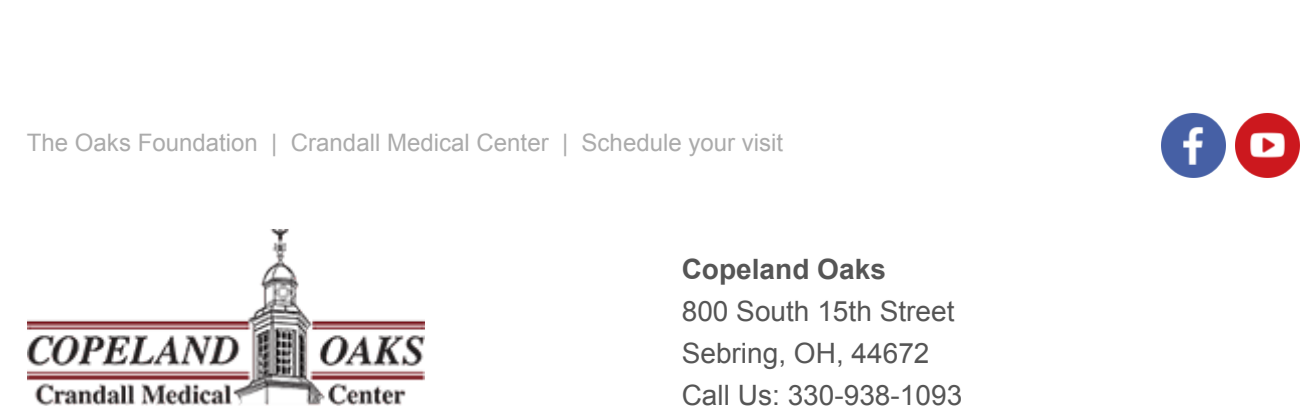 The Oaks Foundation | Crandall Medical Center | Schedule your visit
COPELAND OAKS
Crandall Medical Center
Copeland Oaks
800 South 15th Street
Sebring, OH, 44672
Call Us: 330-938-1093